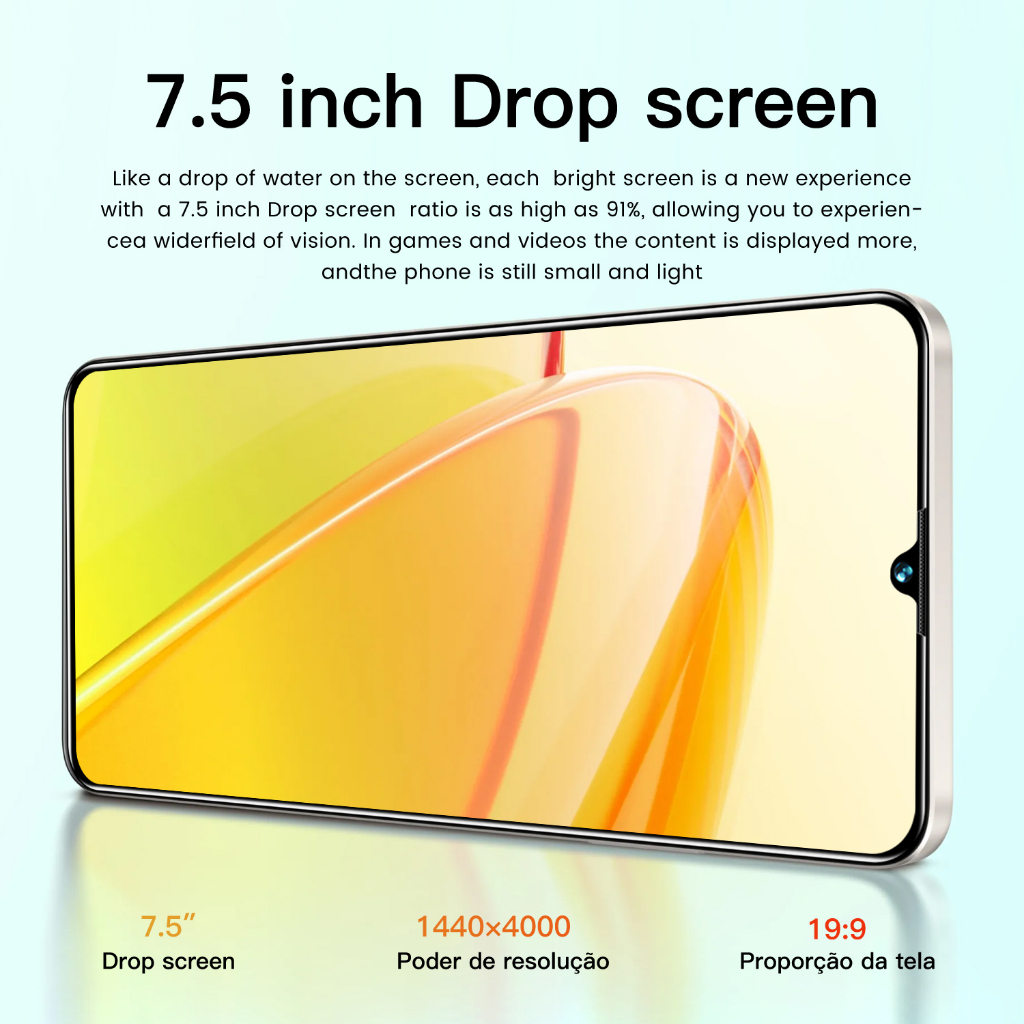 7.5 inch Drop screen
Like a drop of water on the screen, each bright screen is a new experience
with a 7.5 inch Drop screen ratio is as high as 91%, allowing you to experien-
cea widerfield of vision. In games and videos the content is displayed more,
andthe phone is still small and light
7.5" 1440×4000 19:9
Drop screen Poder de resolução Proporção da tela